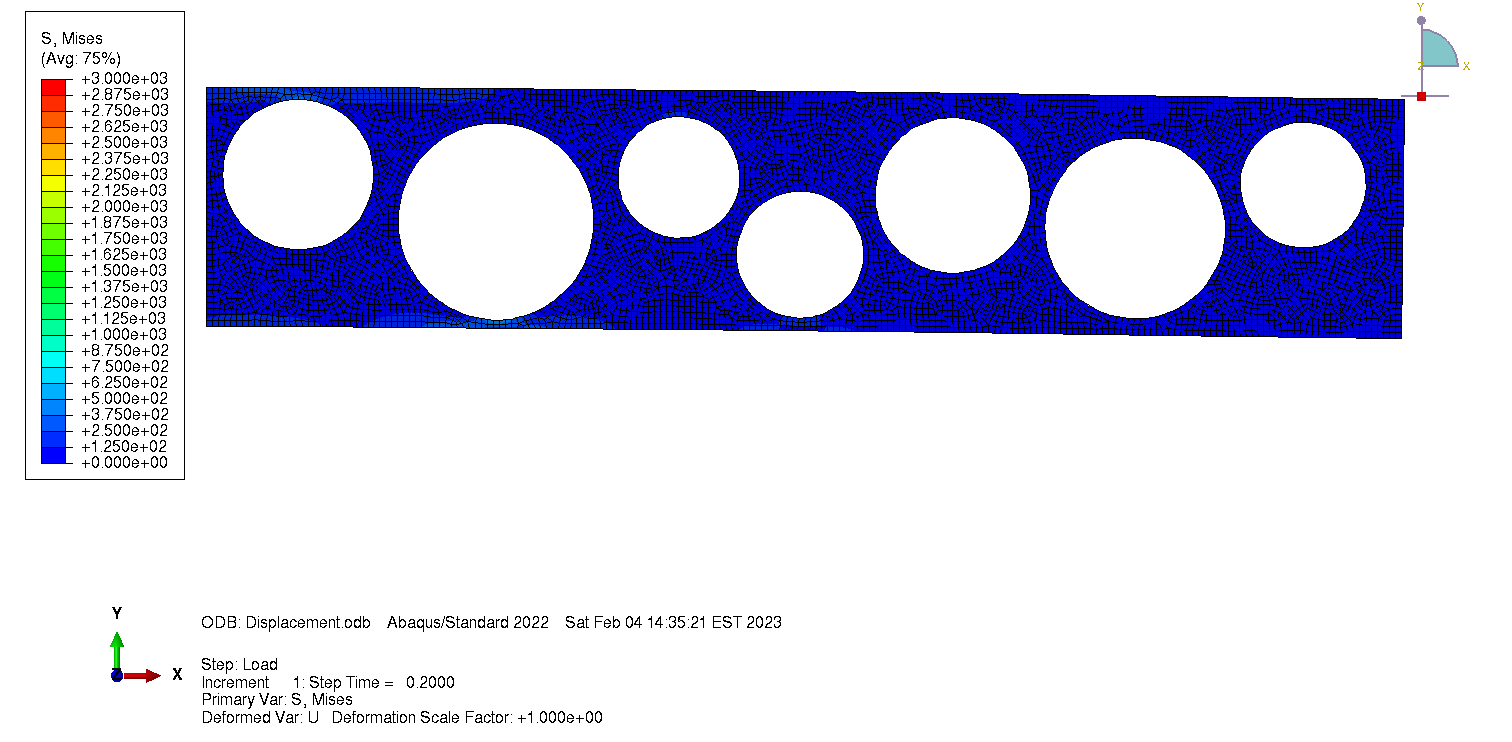 S, Mises
(Avg: 75%)
+3.000e+03
+2.875e+03
+2.750e+03
+2.625e+03
+2.500e+03
+2.375e+03
+2.250e+03
+2.125e+03
+2.000e+03
+1.875e+03
+1.750e+03
+1.625e+03
+1.500e+03
+1.375e+03
+1.250e+03
+1.125e+03
+1.000e+03
+8.750e+02
+7.500e+02
+6.250e+02
+5.000e+02
+3.750e+02
+2.500e+02
+1.250e+02
+0.000e+00
Y
Z X
Y
Z X
ODB: Displacement.odb Abaqus/Standard 2022 Sat Feb 04 14:35:21 EST 2023
Step: Load
Increment 1: Step Time = 0.2000
Primary Var: S, Mises
Deformed Var: U Deformation Scale Factor: +1.000e+00